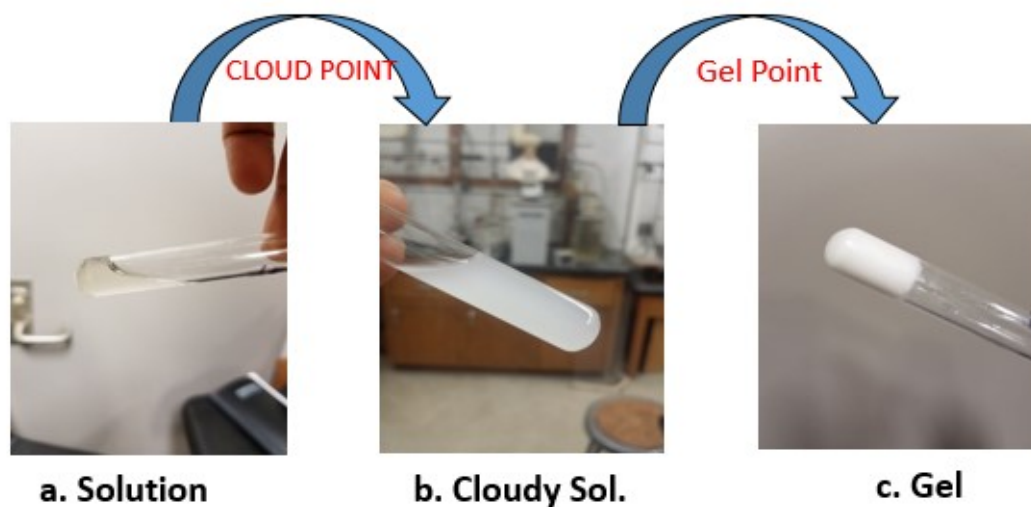 CLOUD POINT
Gel Point
a. Solution
b. Cloudy Sol.
c. Gel